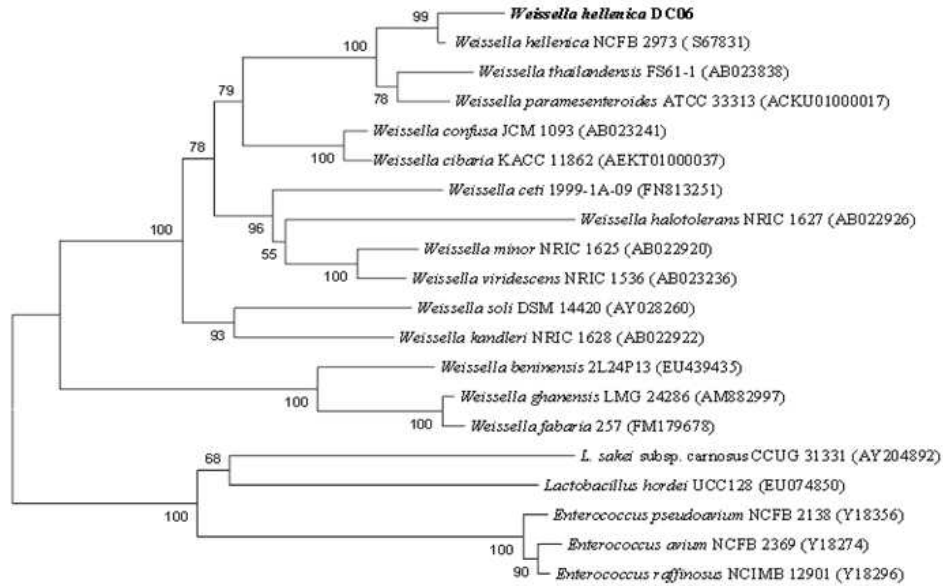 99
Weissella hellenica DC06
Weissella hellenica NCFB 2973 ( S67831)
100
Weissella thailandensis FS61-1 (AB023838)
78
Weissella paramesenteroides ATCC 33313 (ACKU01000017)
79
Weissella confusa JCM 1093 (AB023241)
100
Weissella cibaria KACC 11862 (AEKT01000037)
78
Weissella ceti 1999-1A-09 (FN813251)
96
Weissella halotolerans NRIC 1627 (AB022926)
100
55
Weissella minor NRIC 1625 (AB022920)
100
Weissella viridescens NRIC 1536 (AB023236)
Weissella soli DSM 14420 (AY028260)
93
Weissella kandleri NRIC 1628 (AB022922)
Weissella beninensis 2L24P13 (EU439435)
100
Weissella ghanensis LMG 24286 (AM882997)
100
Weissella fabaria 257 (FM179678)
68
L. sakei subsp. carnosus CCUG 31331 (AY204892)
Lactobacillus hordei UCC128 (EU074850)
100
Enterococcus pseudoavium NCFB 2138 (Y18356)
100
Enterococcus avium NCFB 2369 (Y18274)
90
Enterococcus raffinosus NCIMB 12901 (Y18296)